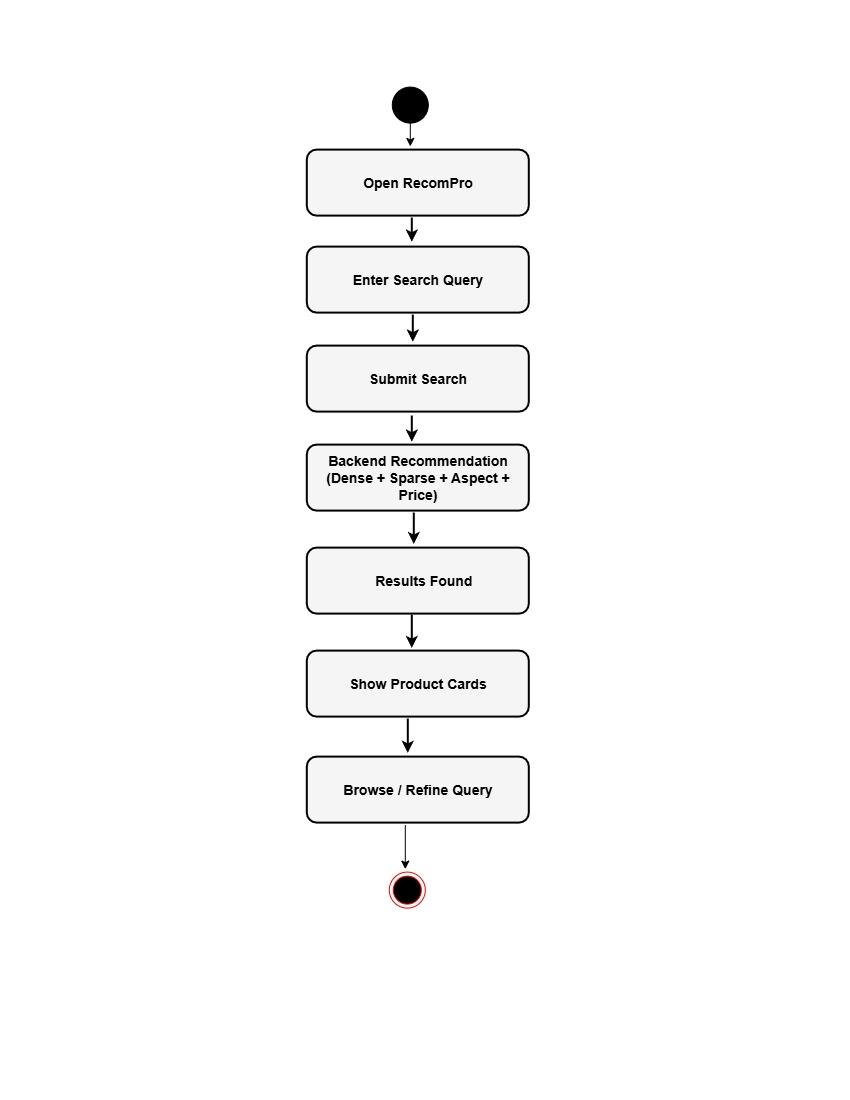 Open RecomPro
Enter Search Query
Submit Search
Backend Recommendation
(Dense + Sparse + Aspect +
Price)
Results Found
Show Product Cards
Browse / Refine Query